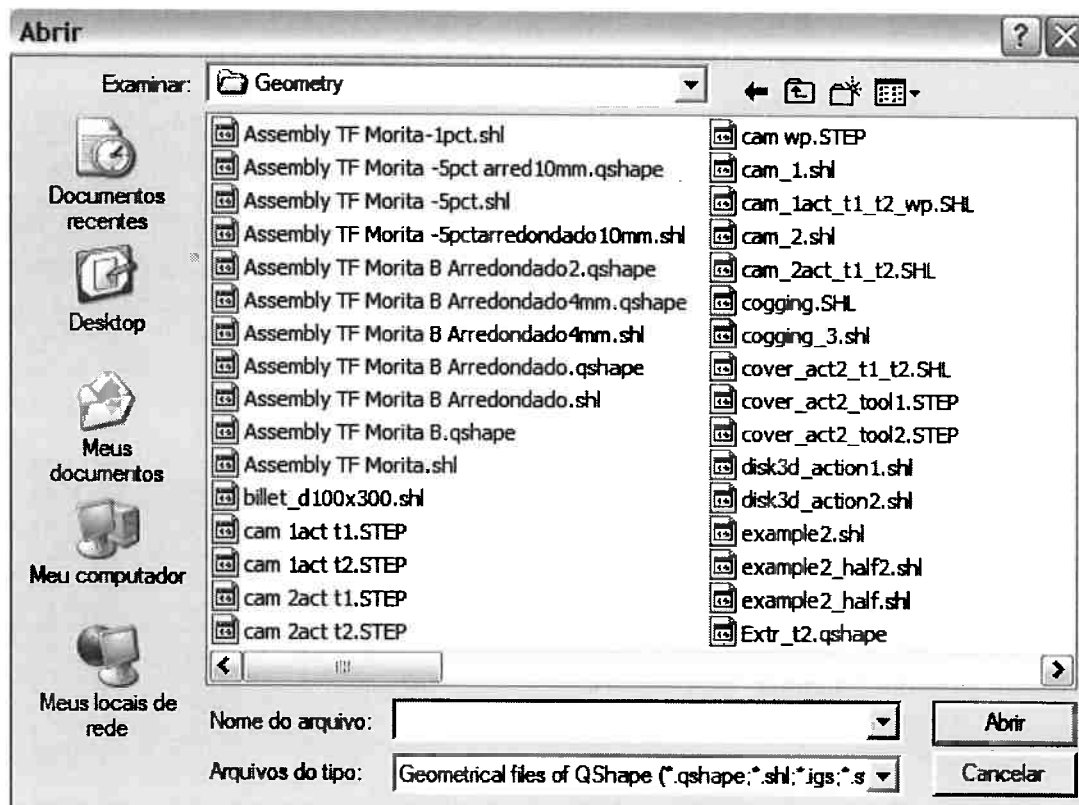 Abrir
Examinar:
Geometry
Documentos
recentes
Desktop
Meus
documentos
Meu computador
Meus locais de
rede
Assembly TF Morita-1pct.shl
Assembly TF Morita -5pct arred10mm.qshape
Assembly TF Morita -5pct.shl
Assembly TF Morita -5pctarredondado10mm.shl
Assembly TF Morita B Arredondado2.qshape
Assembly TF Morita B Arredondado4mm.qshape
Assembly TF Morita B Arredondado4mm.shl
Assembly TF Morita B Arredondado.qshape
Assembly TF Morita B Arredondado.shl
Assembly TF Morita B.qshape
Assembly TF Morita.shl
billet_d100x300.shl
cam 1act t1.STEP
cam 1act t2.STEP
cam 2act t1.STEP
cam 2act t2.STEP
cam wp.STEP
cam_1.shl
cam_1act_t1_t2_wp.SHL
cam_2.shl
cam_2act_t1_t2.SHL
cogging.SHL
cogging_3.shl
cover_act2_t1_t2.SHL
cover_act2_tool1.STEP
cover_act2_tool2.STEP
disk3d_action1.shl
disk3d_action2.shl
example2.shl
example2_half2.shl
example2_half.shl
Extr_t2.qshape
Nome do arquivo:
Abrir
Arquivos do tipo:
Geometrical files of QShape (*.qshape;*.shl;*.igs;*.s
Cancelar